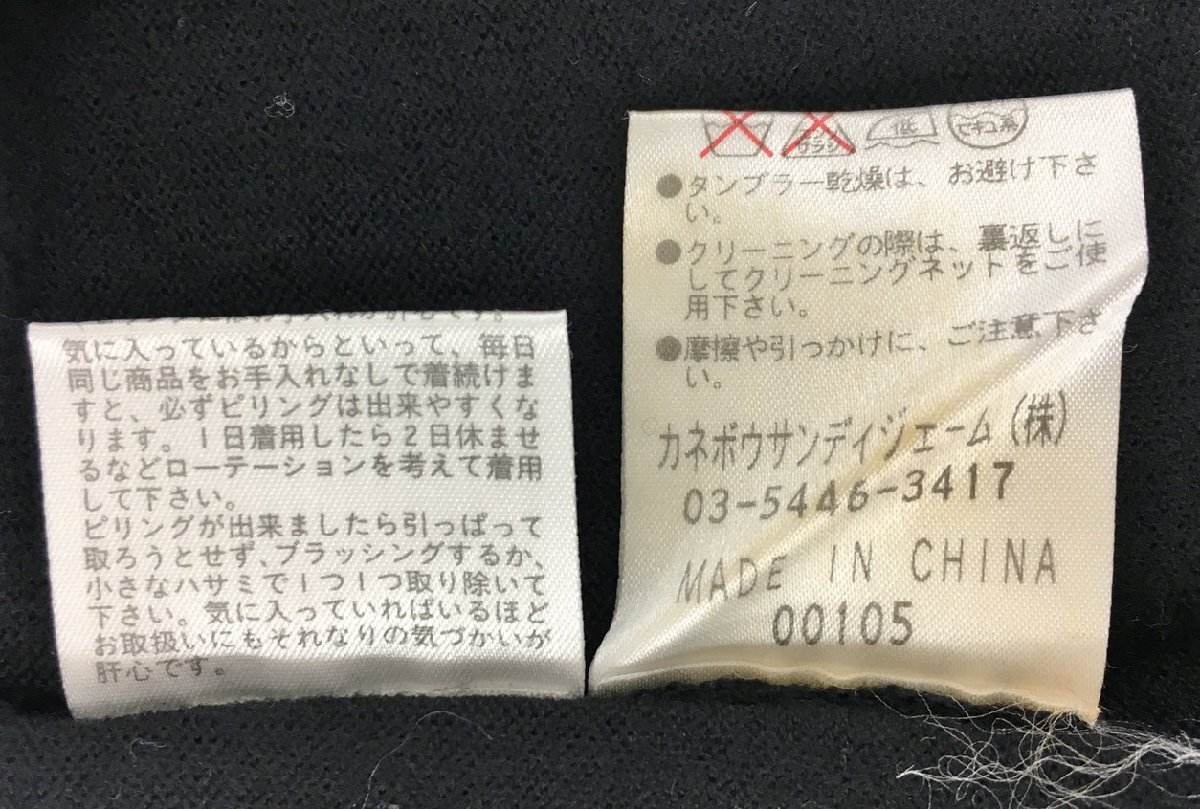 気に入っているからといって、毎日
同じ商品をお手入れなしで着続けま
すと、必ずピリングは出来やすくな
ります。1日着用したら2日休ませ
るなどローテーションを考えて着用
して下さい。
ピリングが出来ましたら引っぱって
取ろうとせず、ブラッシングするか、
小さなハサミで1つ1つ取り除いて
下さい。気に入っていればいるほど
お取扱いにもそれなりの気づかいが
肝心です。
低
●タンブラー乾燥は、お避け下さ
い。
●クリーニングの際は、裏返しに
してクリーニングネットをご使
用下さい。
●摩擦や引っかけに、ご注意下さ
い。
カネボウサンデイジェーム(株)
03-5446-3417
MADE IN CHINA
00105